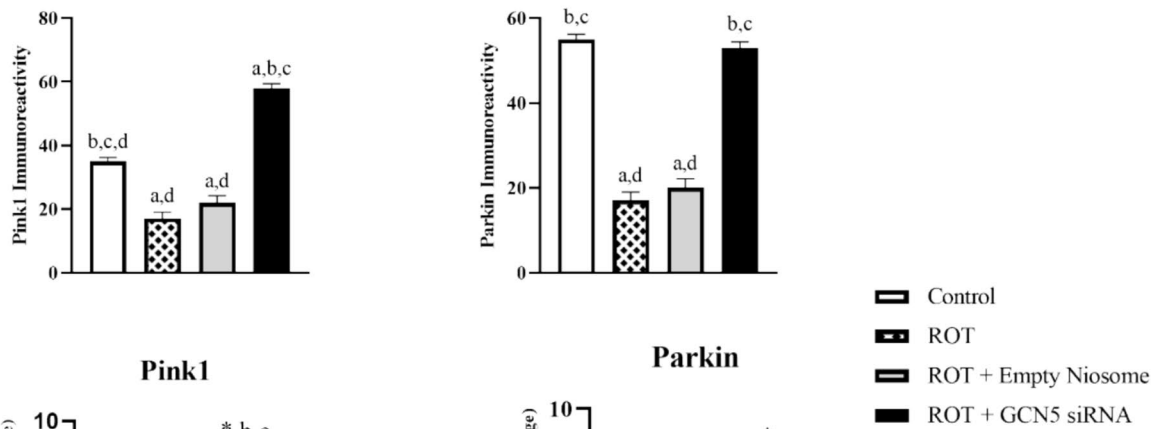 80
60
40
20
0
Pink1 Immunoreactivity
b,c,d
a,d
a,d
a,b,c
60
40
20
0
Parkin Immunoreactivity
b,c
a,d
a,d
b,c
Control
ROT
ROT + Empty Niosome
ROT + GCN5 siRNA
Pink1
Parkin
10
10